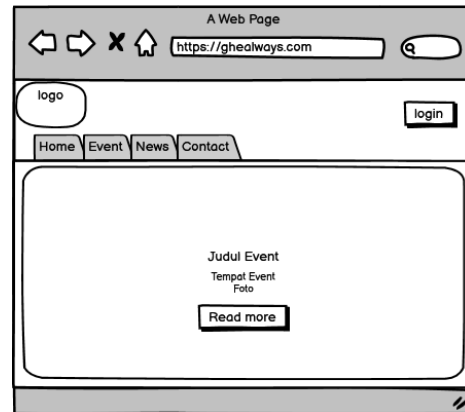 A Web Page
https://ghealways.com
logo
login
Home Event News Contact
Judul Event
Tempat Event
Foto
Read more